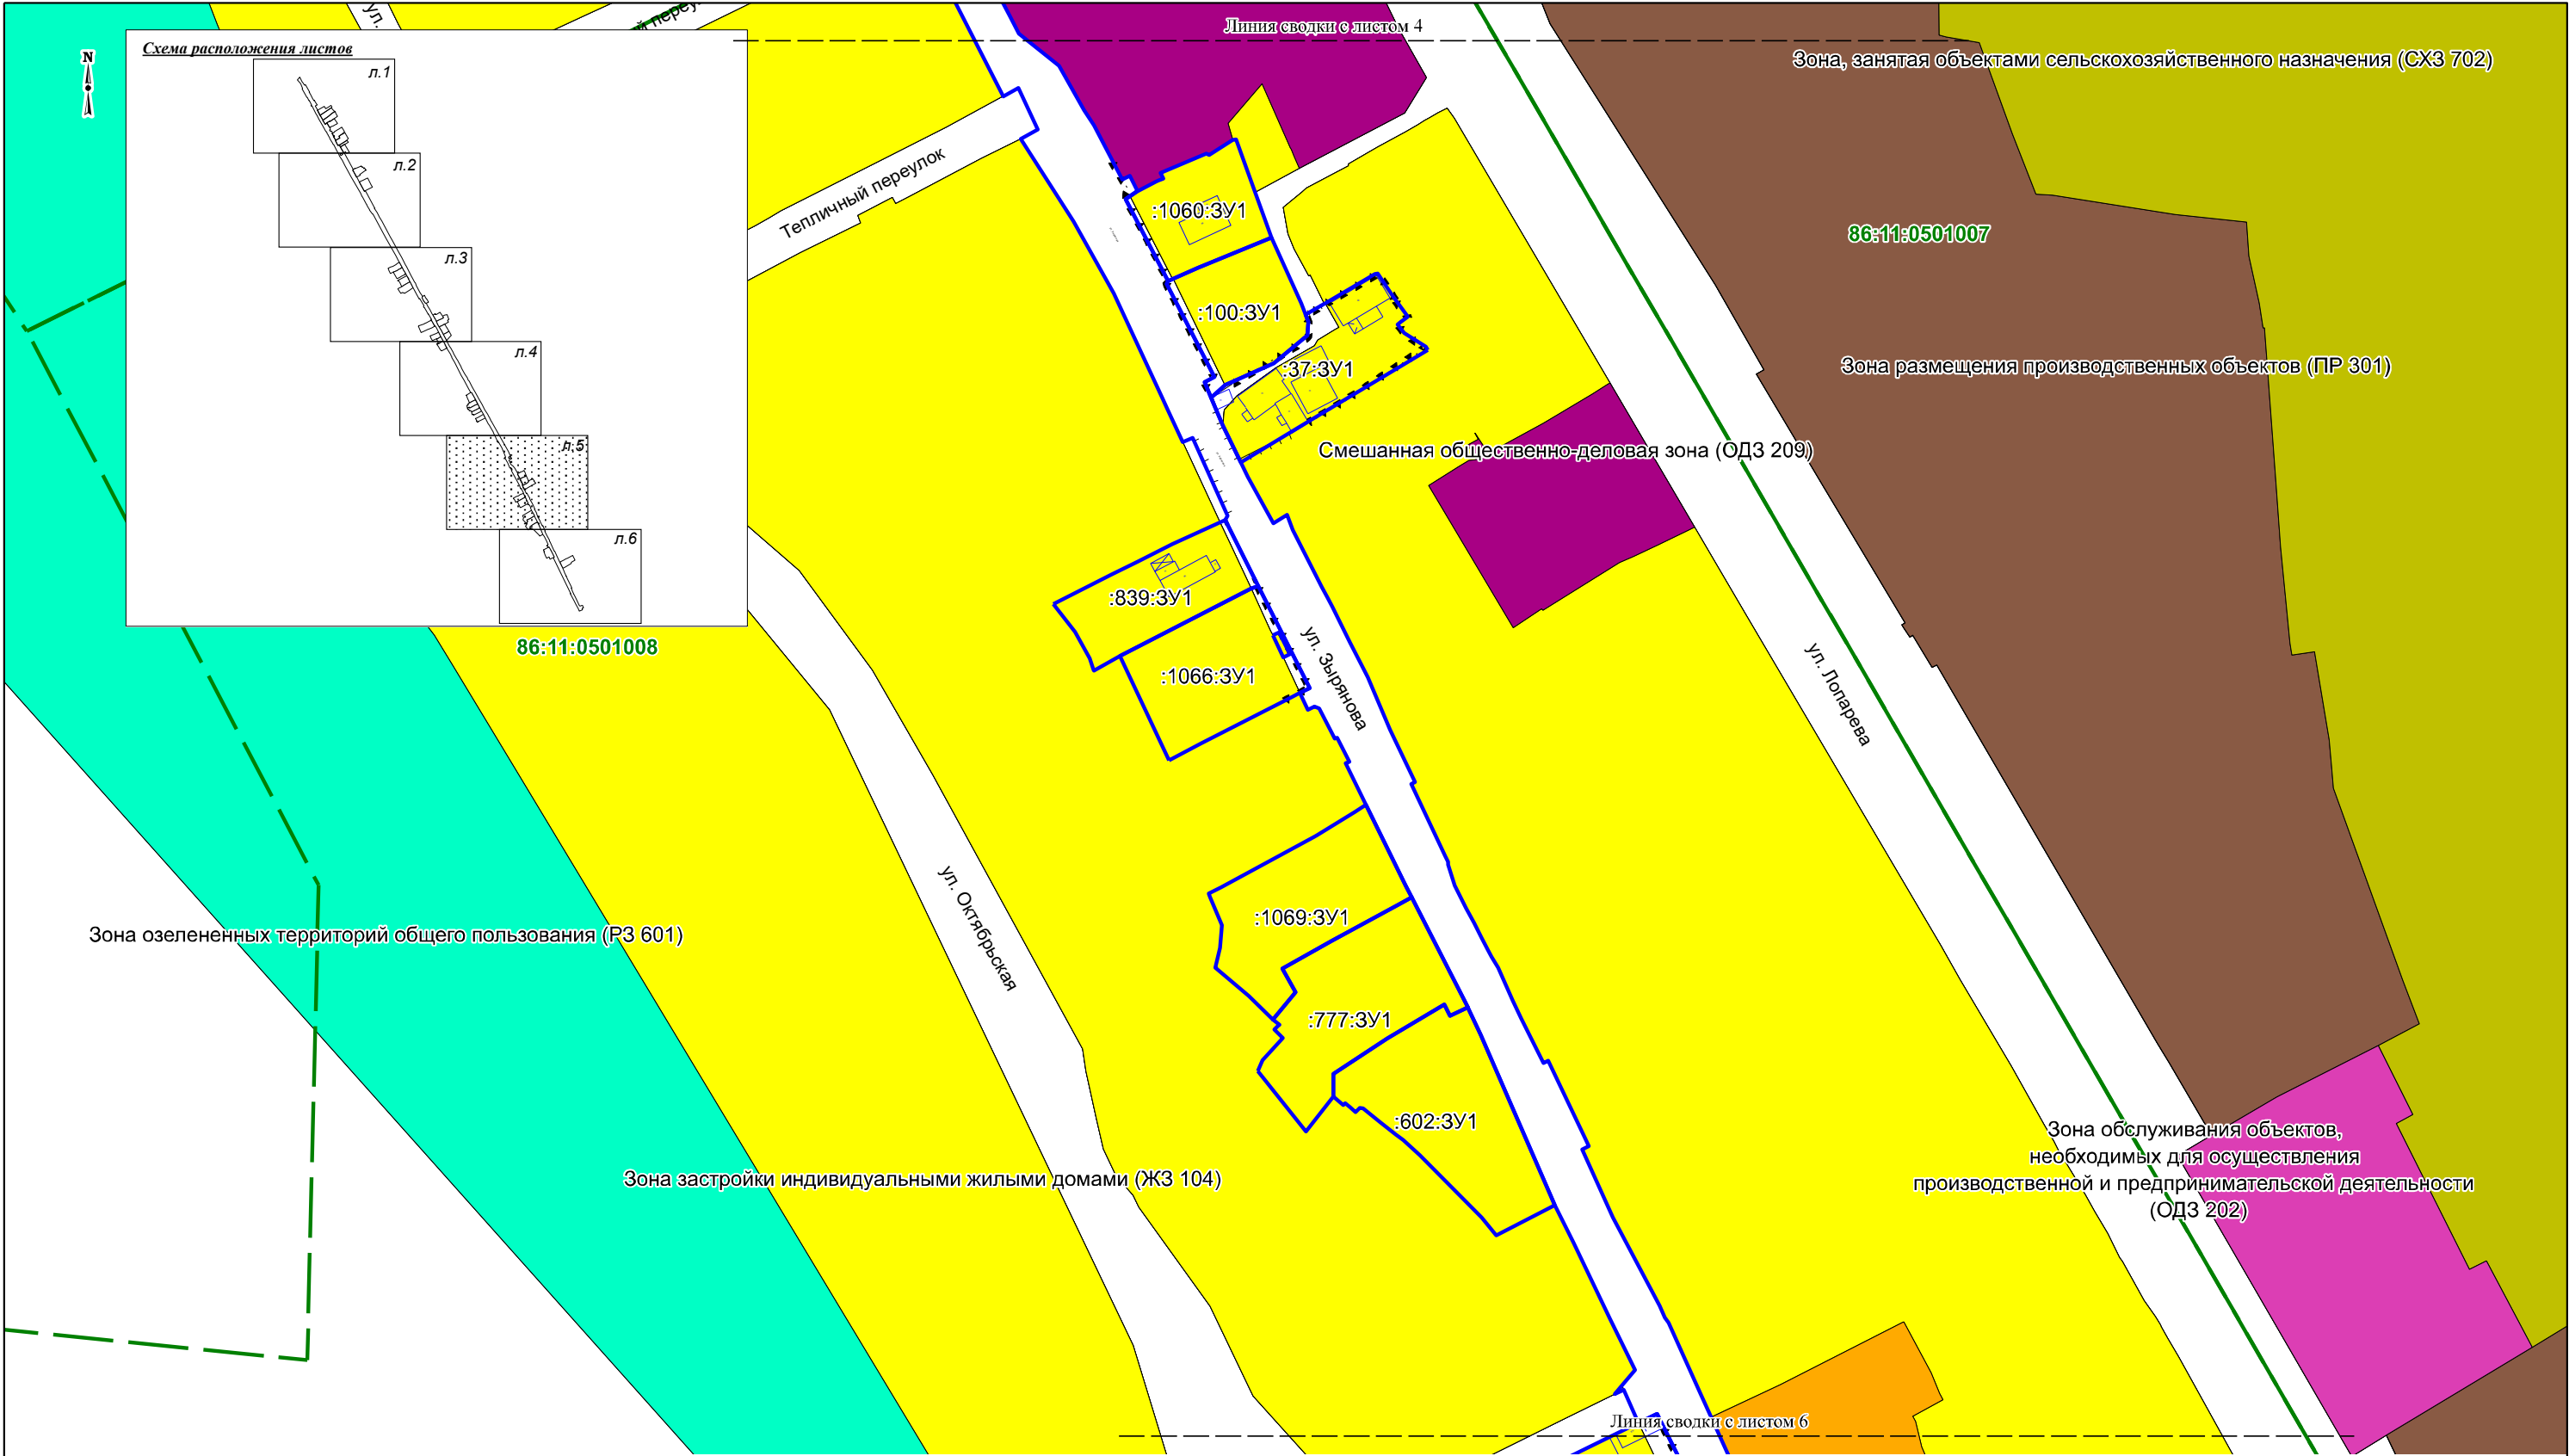 Линия сводки с листом 4
ул.
Схема расположения листов
N
л.1
л.2
л.3
л.4
л.5
л.6
Зона, занятая объектами сельскохозяйственного назначения (СХЗ 702)
Тепличный переулок
:1060:ЗУ1
86:11:0501007
:100:ЗУ1
:37:ЗУ1
Зона размещения производственных объектов (ПР 301)
Смешанная общественно-деловая зона (ОДЗ 209)
:839:ЗУ1
86:11:0501008
:1066:ЗУ1
ул. Зырянова
ул. Лопарева
:1069:ЗУ1
ул. Октябрьская
Зона озелененных территорий общего пользования (РЗ 601)
:777:ЗУ1
:602:ЗУ1
Зона обслуживания объектов,
необходимых для осуществления
производственной и предпринимательской деятельности
(ОДЗ 202)
Зона застройки индивидуальными жилыми домами (ЖЗ 104)
Линия сводки с листом 6